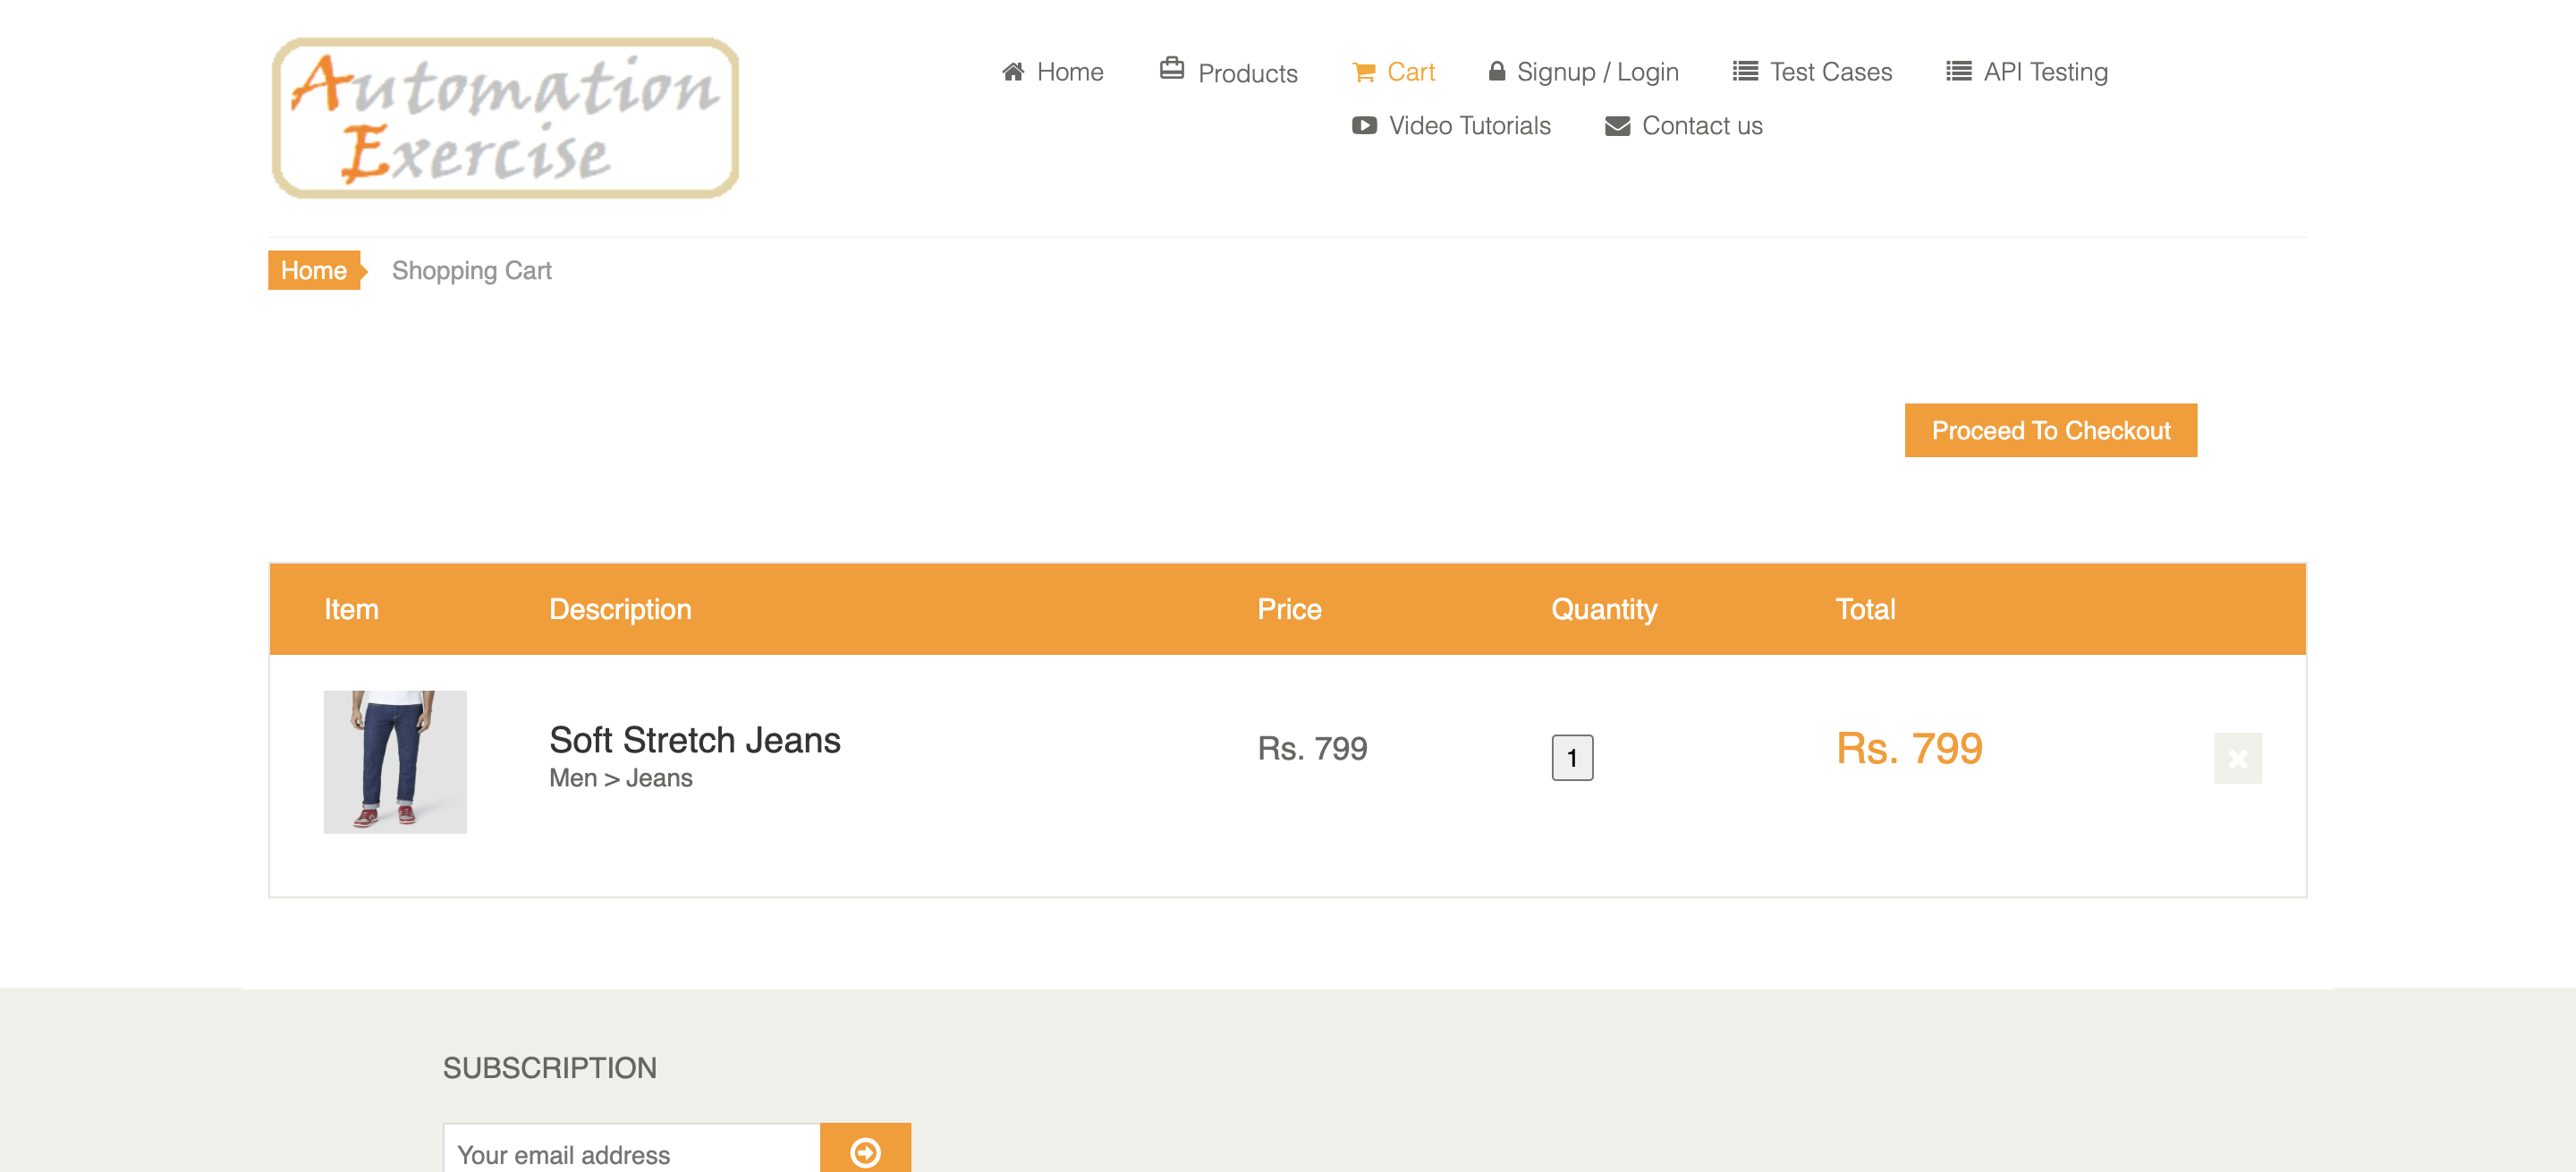 Automation
Exercise
Home Products Cart Signup / Login Test Cases API Testing
Video Tutorials Contact us
Home Shopping Cart
Proceed To Checkout
Item Description Price Quantity Total
Soft Stretch Jeans
Men > Jeans
Rs. 799 1 Rs. 799
SUBSCRIPTION
Your email address